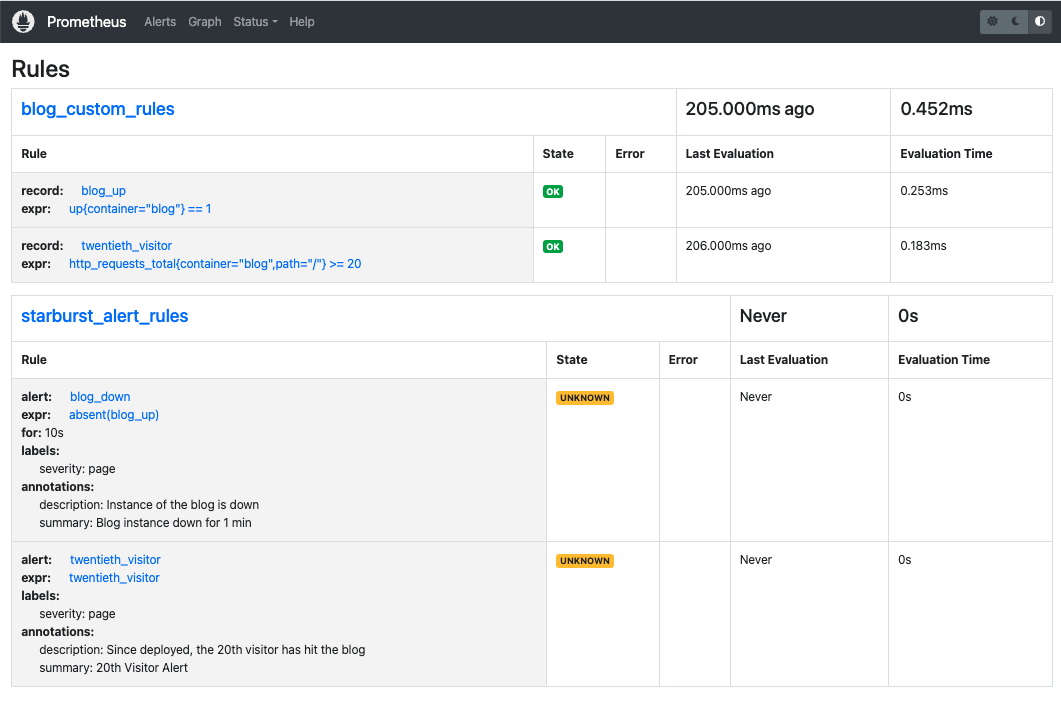 Prometheus Alerts Graph Status Help
Rules
blog_custom_rules 205.000ms ago 0.452ms
Rule State Error Last Evaluation Evaluation Time
record: blog_up OK 205.000ms ago 0.253ms
expr: up{container="blog"} == 1
record: twentieth_visitor OK 206.000ms ago 0.183ms
expr: http_requests_total{container="blog",path="/"} >= 20
starburst_alert_rules Never 0s
Rule State Error Last Evaluation Evaluation Time
alert: blog_down UNKNOWN Never 0s
expr: absent(blog_up)
for: 10s
labels:
severity: page
annotations:
description: Instance of the blog is down
summary: Blog instance down for 1 min
alert: twentieth_visitor UNKNOWN Never 0s
expr: twentieth_visitor
labels:
severity: page
annotations:
description: Since deployed, the 20th visitor has hit the blog
summary: 20th Visitor Alert